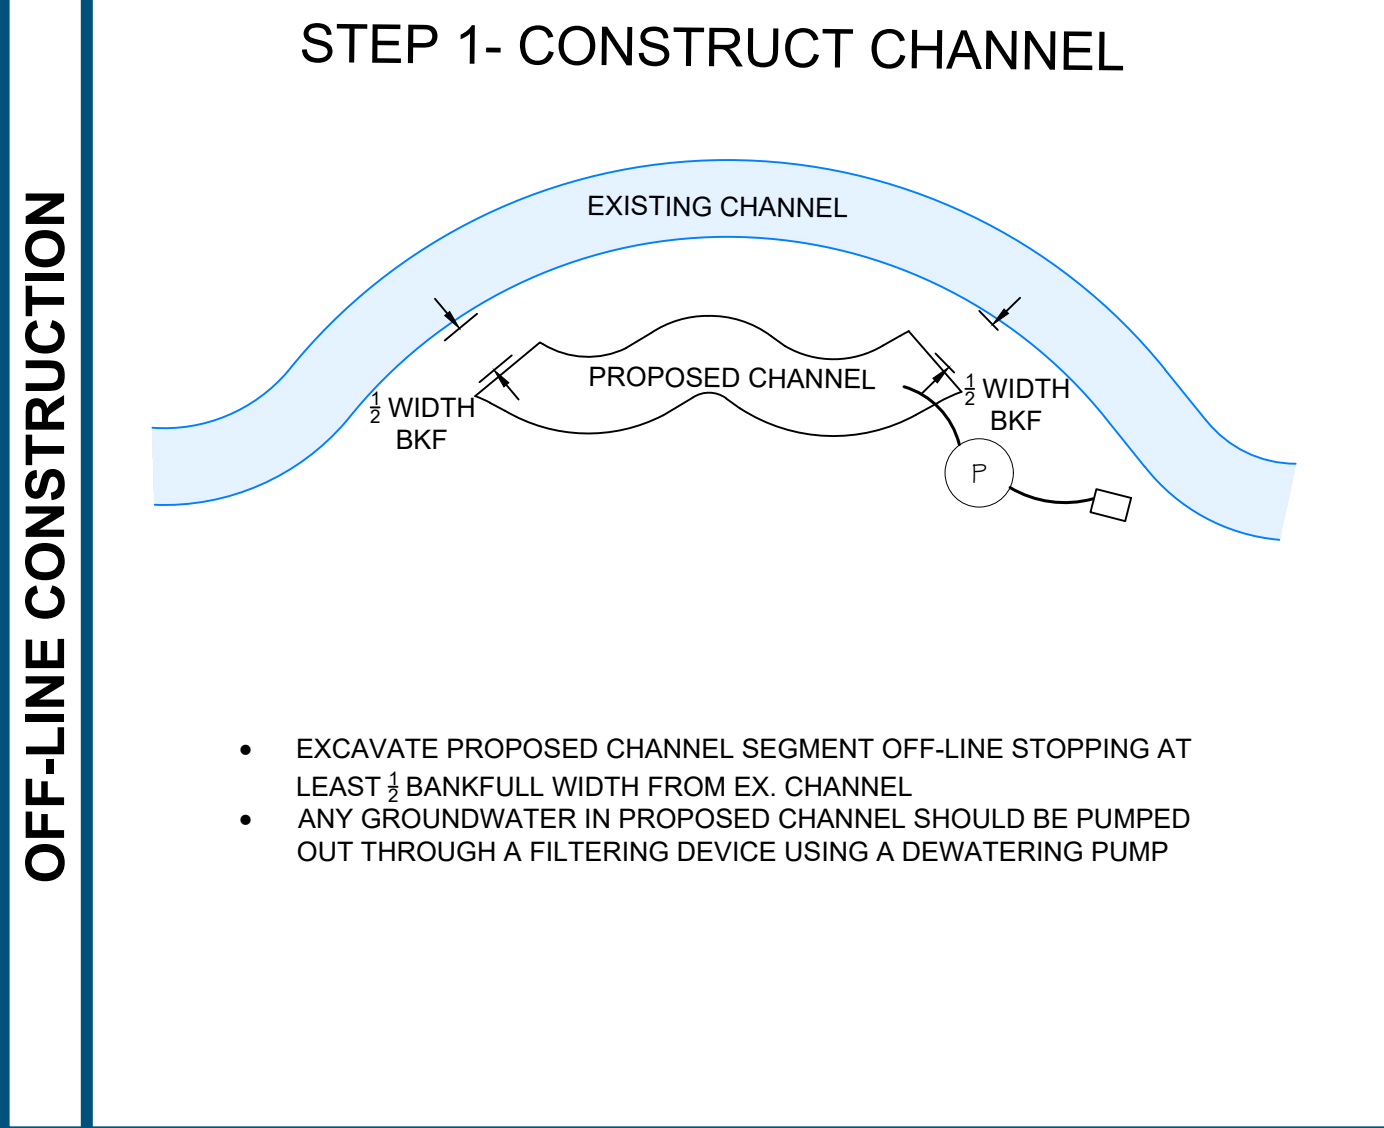 STEP 1- CONSTRUCT CHANNEL
OFF-LINE CONSTRUCTION
EXISTING CHANNEL
PROPOSED CHANNEL
½ WIDTH
BKF
½ WIDTH
BKF
P
• EXCAVATE PROPOSED CHANNEL SEGMENT OFF-LINE STOPPING AT
LEAST ½ BANKFULL WIDTH FROM EX. CHANNEL
• ANY GROUNDWATER IN PROPOSED CHANNEL SHOULD BE PUMPED
OUT THROUGH A FILTERING DEVICE USING A DEWATERING PUMP